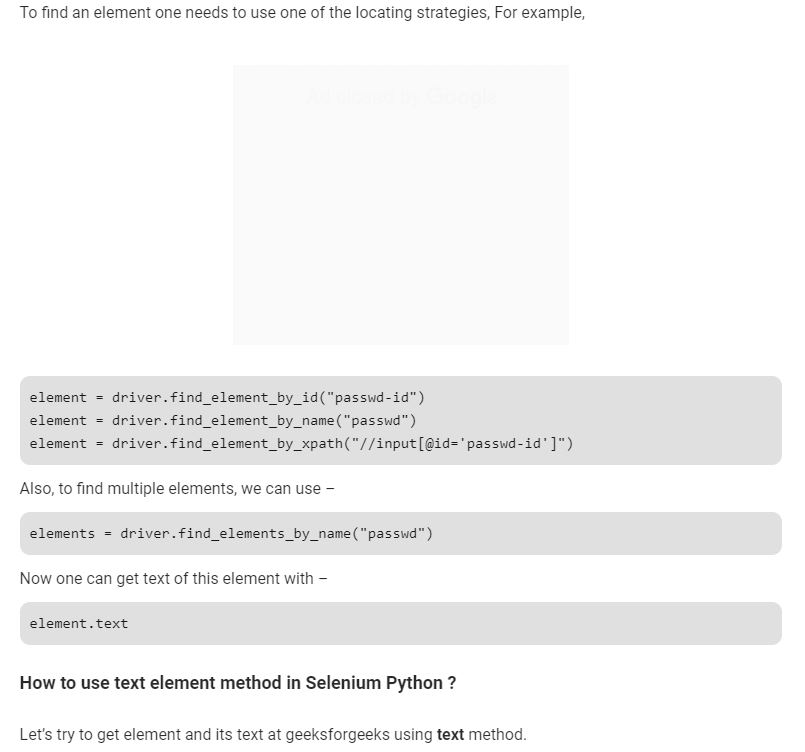 To find an element one needs to use one of the locating strategies, For example,
Ad closed by Google
element = driver.find_element_by_id("passwd-id")
element = driver.find_element_by_name("passwd")
element = driver.find_element_by_xpath("//input[@id='passwd-id']")
Also, to find multiple elements, we can use –
elements = driver.find_elements_by_name("passwd")
Now one can get text of this element with –
element.text
How to use text element method in Selenium Python ?
Let's try to get element and its text at geeksforgeeks using text method.